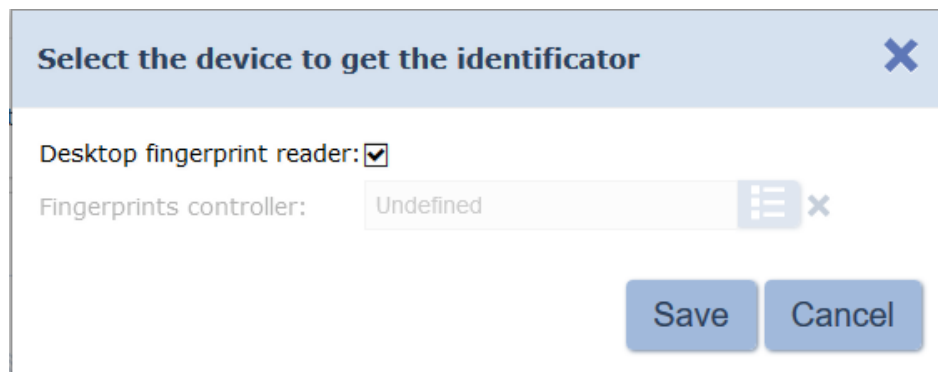 Select the device to get the identificator
Desktop fingerprint reader:
Fingerprints controller: Undefined
Save Cancel